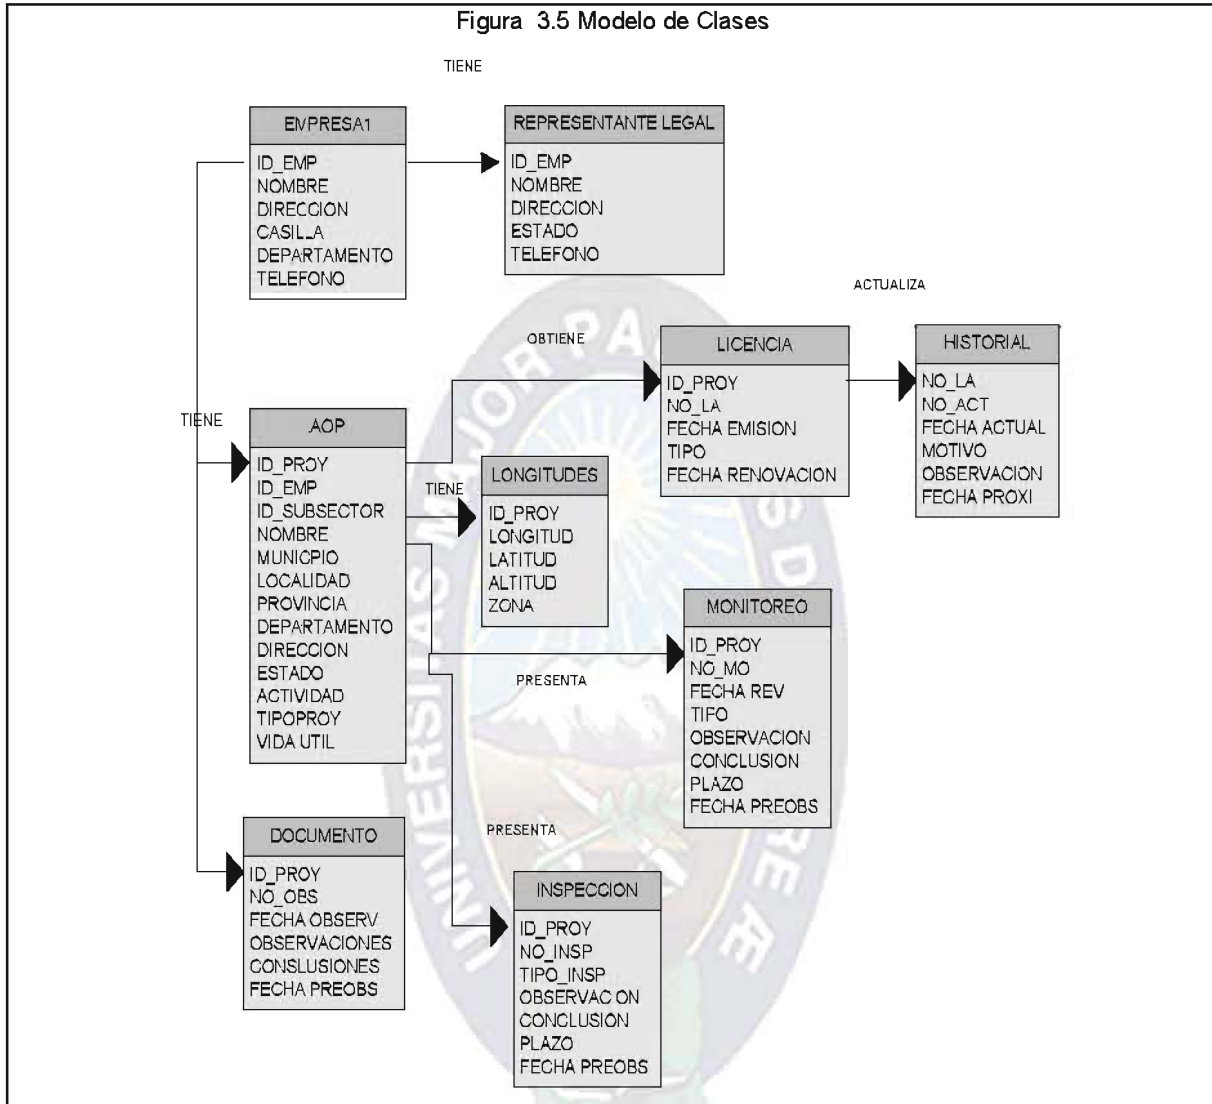 Figura 3.5 Modelo de Clases
TIENE
EMPRESA1
ID_EMP
NOMBRE
DIRECCION
CASILLA
DEPARTAMENTO
TELEFONO
REPRESENTANTE LEGAL
ID_EMP
NOMBRE
DIRECCION
ESTADO
TELEFONO
ACTUALIZA
OBTIENE
LICENCIA
ID_PROY
NO_LA
FECHA EMISION
TIPO
FECHA RENOVACION
HISTORIAL
NO_LA
NO_ACT
FECHA ACTUAL
MOTIVO
OBSERVACION
FECHA PROXI
TIENE
AOP
ID_PROY
ID_EMP
ID_SUBSECTOR
NOMBRE
MUNICPIO
LOCALIDAD
PROVINCIA
DEPARTAMENTO
DIRECCION
ESTADO
ACTIVIDAD
TIPOPROY
VIDA UTIL
TIENE
LONGITUDES
ID_PROY
LONGITUD
LATITUD
ALTITUD
ZONA
MONITOREO
ID_PROY
NO_MO
FECHA REV
TIPO
OBSERVACION
CONCLUSION
PLAZO
FECHA PREOBS
PRESENTA
PRESENTA
DOCUMENTO
ID_PROY
NO_OBS
FECHA OBSERV
OBSERVACIONES
CONSLUSIONES
FECHA PREOBS
INSPECCION
ID_PROY
NO_INSP
TIPO_INSP
OBSERVACION
CONCLUSION
PLAZO
FECHA PREOBS